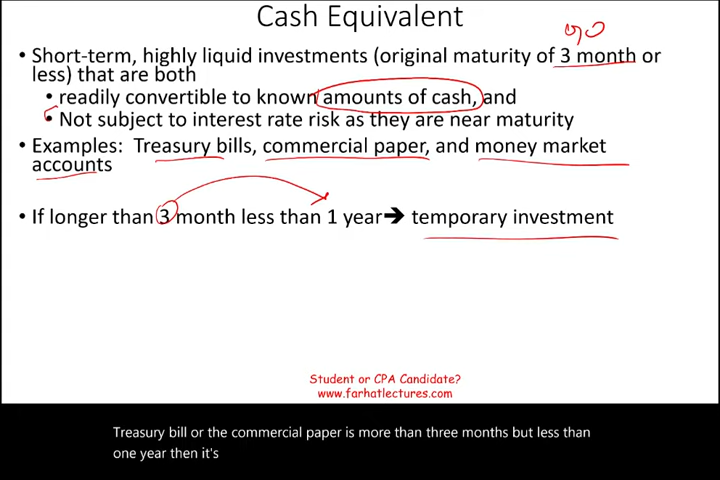 Cash Equivalent
90
• Short-term, highly liquid investments (original maturity of 3 month or
less) that are both
• readily convertible to known amounts of cash, and
• Not subject to interest rate risk as they are near maturity
• Examples: Treasury bills, commercial paper, and money market
accounts
• If longer than 3 month less than 1 year➔ temporary investment
Student or CPA Candidate?
www.farhatlectures.com
Treasury bill or the commercial paper is more than three months but less than
one year then it's